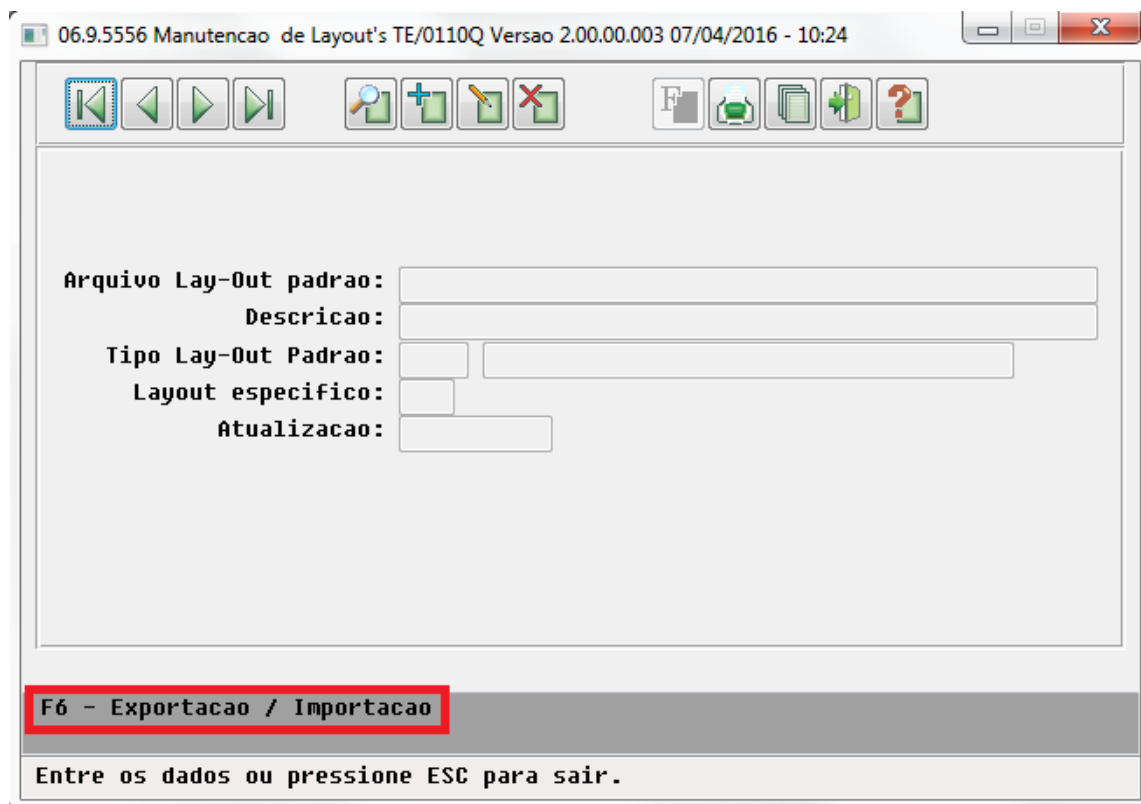 06.9.5556 Manutencao de Layout's TE/0110Q Versao 2.00.00.003 07/04/2016 - 10:24
F
Arquivo Lay-Out padrao:
Descricao:
Tipo Lay-Out Padrao:
Layout especifico:
Atualizacao:
F6 - Exportacao / Importacao
Entre os dados ou pressione ESC para sair.